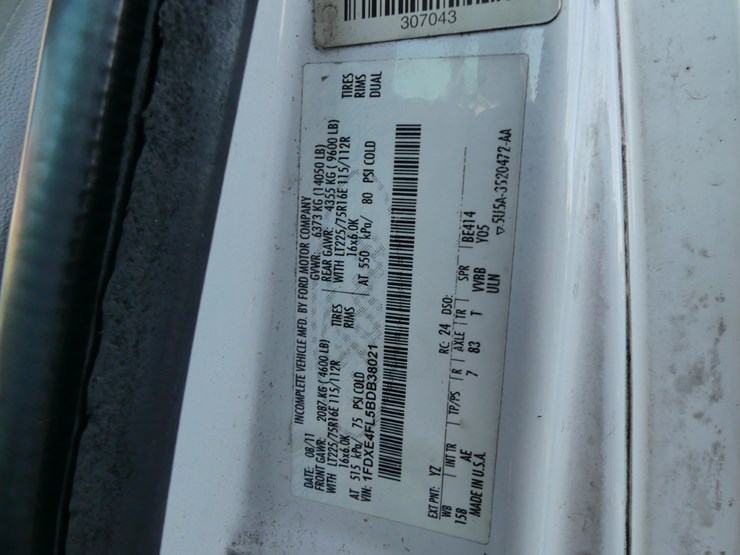 307043
INCOMPLETE VEHICLE MFD. BY FORD MOTOR COMPANY
DATE: 08/11 GVWR: 6373 KG (14050 LB)
FRONT GAWR: 2087 KG (4600 LB) REAR GAWR: 4355 KG (9600 LB)
WITH LT225/75R16E 115/112R TIRES WITH LT225/75R16E 115/112R TIRES
16x6.0K RIMS 16x6.0K RIMS
AT 515 kPa/ 75 PSI COLD AT 550 kPa/ 80 PSI COLD DUAL
VIN: 1FDXE4FL5BDB38021
EXT PNT: YZ RC: 24 DSO:
WB INT TR TP/PS R AXLE TR SPR BE414
158 AE 7 83 T VVRB Y05
MADE IN U.S.A. ULN
▽ 5U5A-3520472-AA